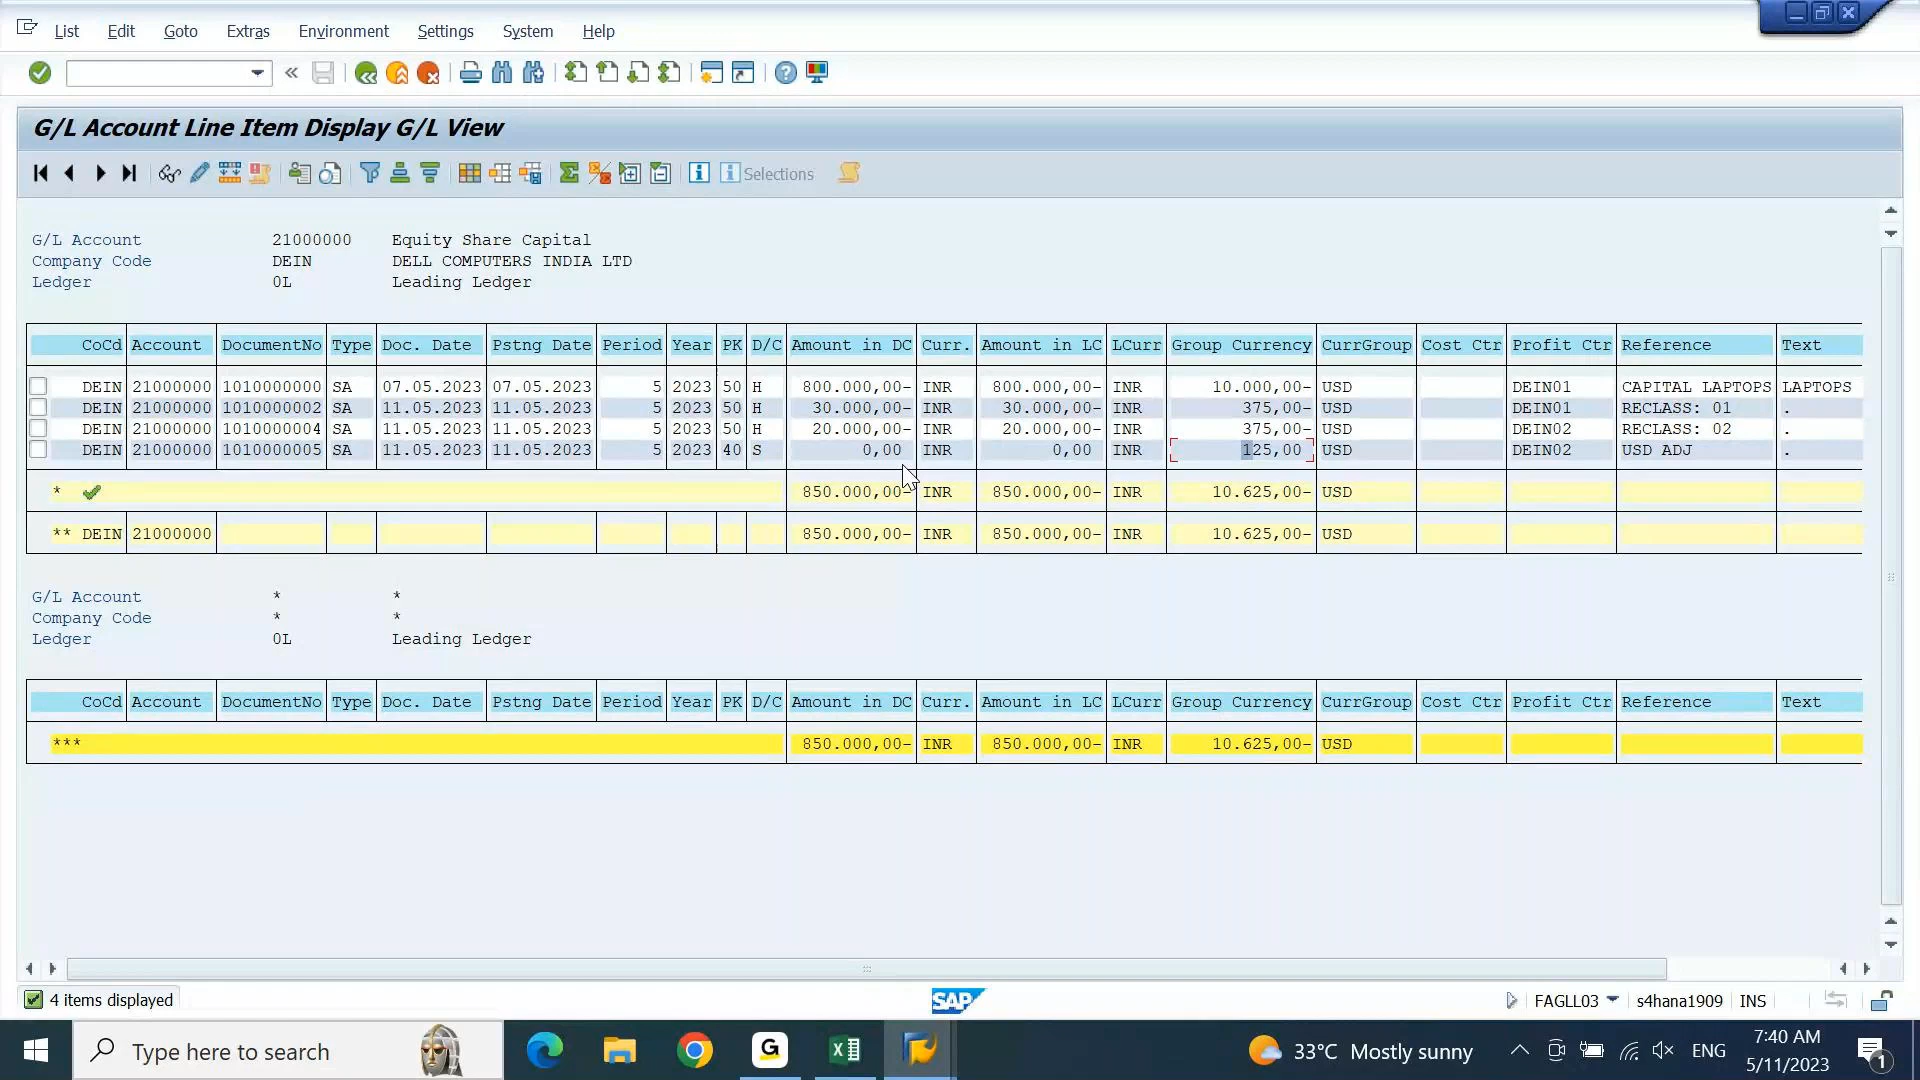 List Edit Goto Extras Environment Settings System Help
G/L Account Line Item Display G/L View
Selections
G/L Account 21000000 Equity Share Capital
Company Code DEIN DELL COMPUTERS INDIA LTD
Ledger 0L Leading Ledger
CoCd Account DocumentNo Type Doc. Date Pstng Date Period Year PK D/C Amount in DC Curr. Amount in LC LCurr Group Currency CurrGroup Cost Ctr Profit Ctr Reference Text
DEIN 21000000 1010000000 SA 07.05.2023 07.05.2023 5 2023 50 H 800.000,00- INR 800.000,00- INR 10.000,00- USD DEIN01 CAPITAL LAPTOPS LAPTOPS
DEIN 21000000 1010000002 SA 11.05.2023 11.05.2023 5 2023 50 H 30.000,00- INR 30.000,00- INR 375,00- USD DEIN01 RECLASS: 01 .
DEIN 21000000 1010000004 SA 11.05.2023 11.05.2023 5 2023 50 H 20.000,00- INR 20.000,00- INR 375,00- USD DEIN02 RECLASS: 02 .
DEIN 21000000 1010000005 SA 11.05.2023 11.05.2023 5 2023 40 S 0,00 INR 0,00 INR 125,00 USD DEIN02 USD ADJ .
* 850.000,00- INR 850.000,00- INR 10.625,00- USD
** DEIN 21000000 850.000,00- INR 850.000,00- INR 10.625,00- USD
G/L Account * *
Company Code * *
Ledger 0L Leading Ledger
CoCd Account DocumentNo Type Doc. Date Pstng Date Period Year PK D/C Amount in DC Curr. Amount in LC LCurr Group Currency CurrGroup Cost Ctr Profit Ctr Reference Text
*** 850.000,00- INR 850.000,00- INR 10.625,00- USD
4 items displayed SAP FAGLL03 s4hana1909 INS
Type here to search G 33°C Mostly sunny ENG 7:40 AM
5/11/2023 1